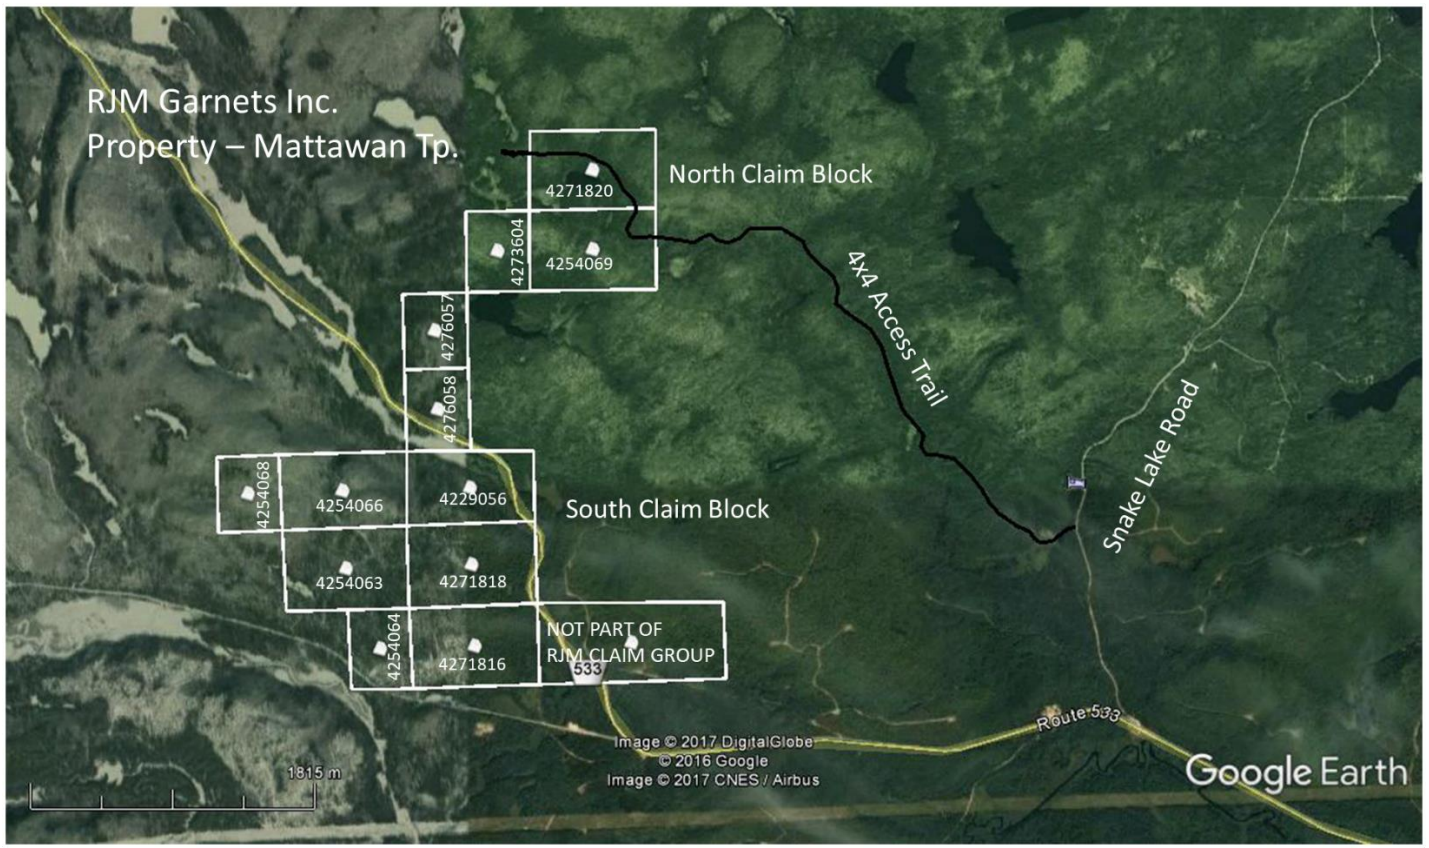 RJM Garnets Inc.
Property – Mattawan Tp.
North Claim Block
4271820
4273604
4254069
4276057
4276058
4x4 Access Trail
Snake Lake Road
4254068
4254066
4229056
South Claim Block
4254063
4271818
4254064
4271816
NOT PART OF
RJM CLAIM GROUP
533
Route 533
Image © 2017 DigitalGlobe
© 2016 Google
Image © 2017 CNES / Airbus
1815 m
Google Earth